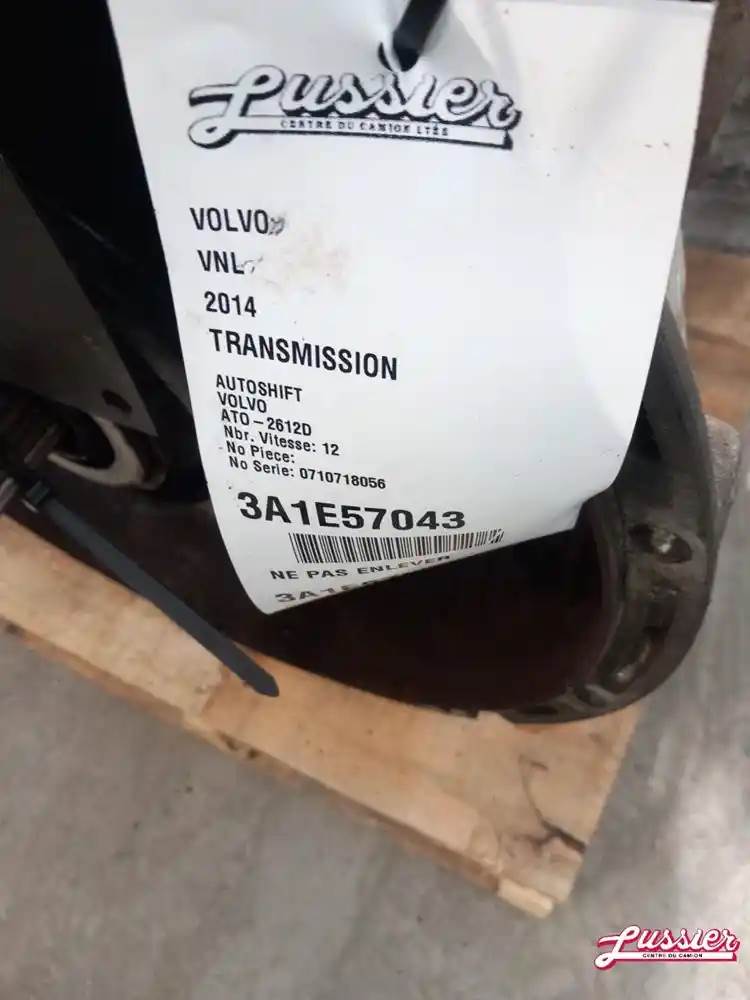 Lussier
CENTRE DU CAMION LTÉE
VOLVO
VNL
2014
TRANSMISSION
AUTOSHIFT
VOLVO
ATO-2612D
Nbr. Vitesse: 12
No Piece:
No Serie: 0710718056
3A1E57043
NE PAS ENLEVER
3A1E
Lussier
CENTRE DU CAMION